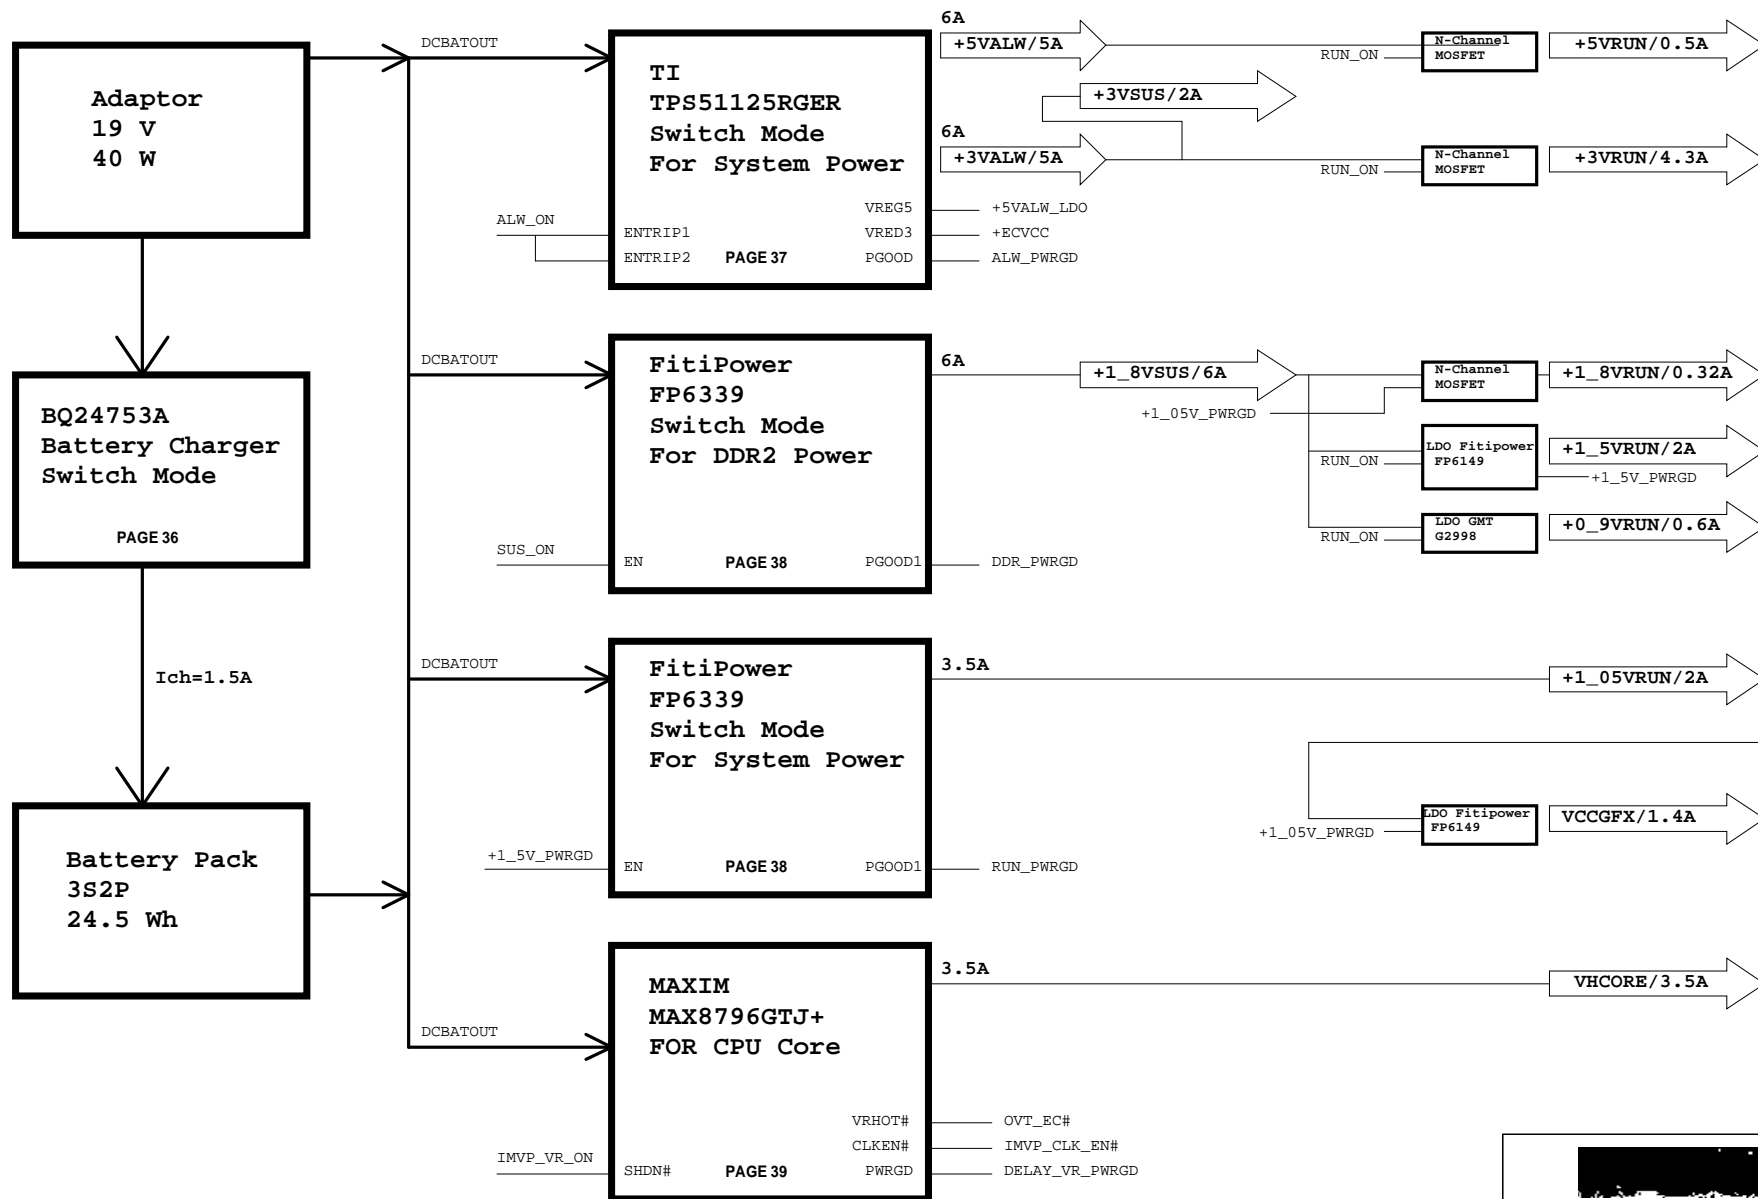 Adaptor
19 V
40 W
BQ24753A
Battery Charger
Switch Mode
PAGE 36
Ich=1.5A
Battery Pack
3S2P
24.5 Wh
DCBATOUT
TI
TPS51125RGER
Switch Mode
For System Power
ALW_ON
ENTRIP1
ENTRIP2
PAGE 37
VREG5
VRED3
PGOOD
+5VALW_LDO
+ECVCC
ALW_PWRGD
6A
+5VALW/5A
+3VSUS/2A
6A
+3VALW/5A
RUN_ON
N-Channel
MOSFET
+5VRUN/0.5A
RUN_ON
N-Channel
MOSFET
+3VRUN/4.3A
DCBATOUT
FitiPower
FP6339
Switch Mode
For DDR2 Power
SUS_ON
EN
PAGE 38
PGOOD1
DDR_PWRGD
6A
+1_8VSUS/6A
+1_05V_PWRGD
N-Channel
MOSFET
+1_8VRUN/0.32A
RUN_ON
LDO Fitipower
FP6149
+1_5VRUN/2A
+1_5V_PWRGD
RUN_ON
LDO GMT
G2998
+0_9VRUN/0.6A
DCBATOUT
FitiPower
FP6339
Switch Mode
For System Power
+1_5V_PWRGD
EN
PAGE 38
PGOOD1
RUN_PWRGD
3.5A
+1_05VRUN/2A
+1_05V_PWRGD
LDO Fitipower
FP6149
VCCGFX/1.4A
DCBATOUT
MAXIM
MAX8796GTJ+
FOR CPU Core
IMVP_VR_ON
SHDN#
PAGE 39
VRHOT#
CLKEN#
PWRGD
OVT_EC#
IMVP_CLK_EN#
DELAY_VR_PWRGD
3.5A
VHCORE/3.5A